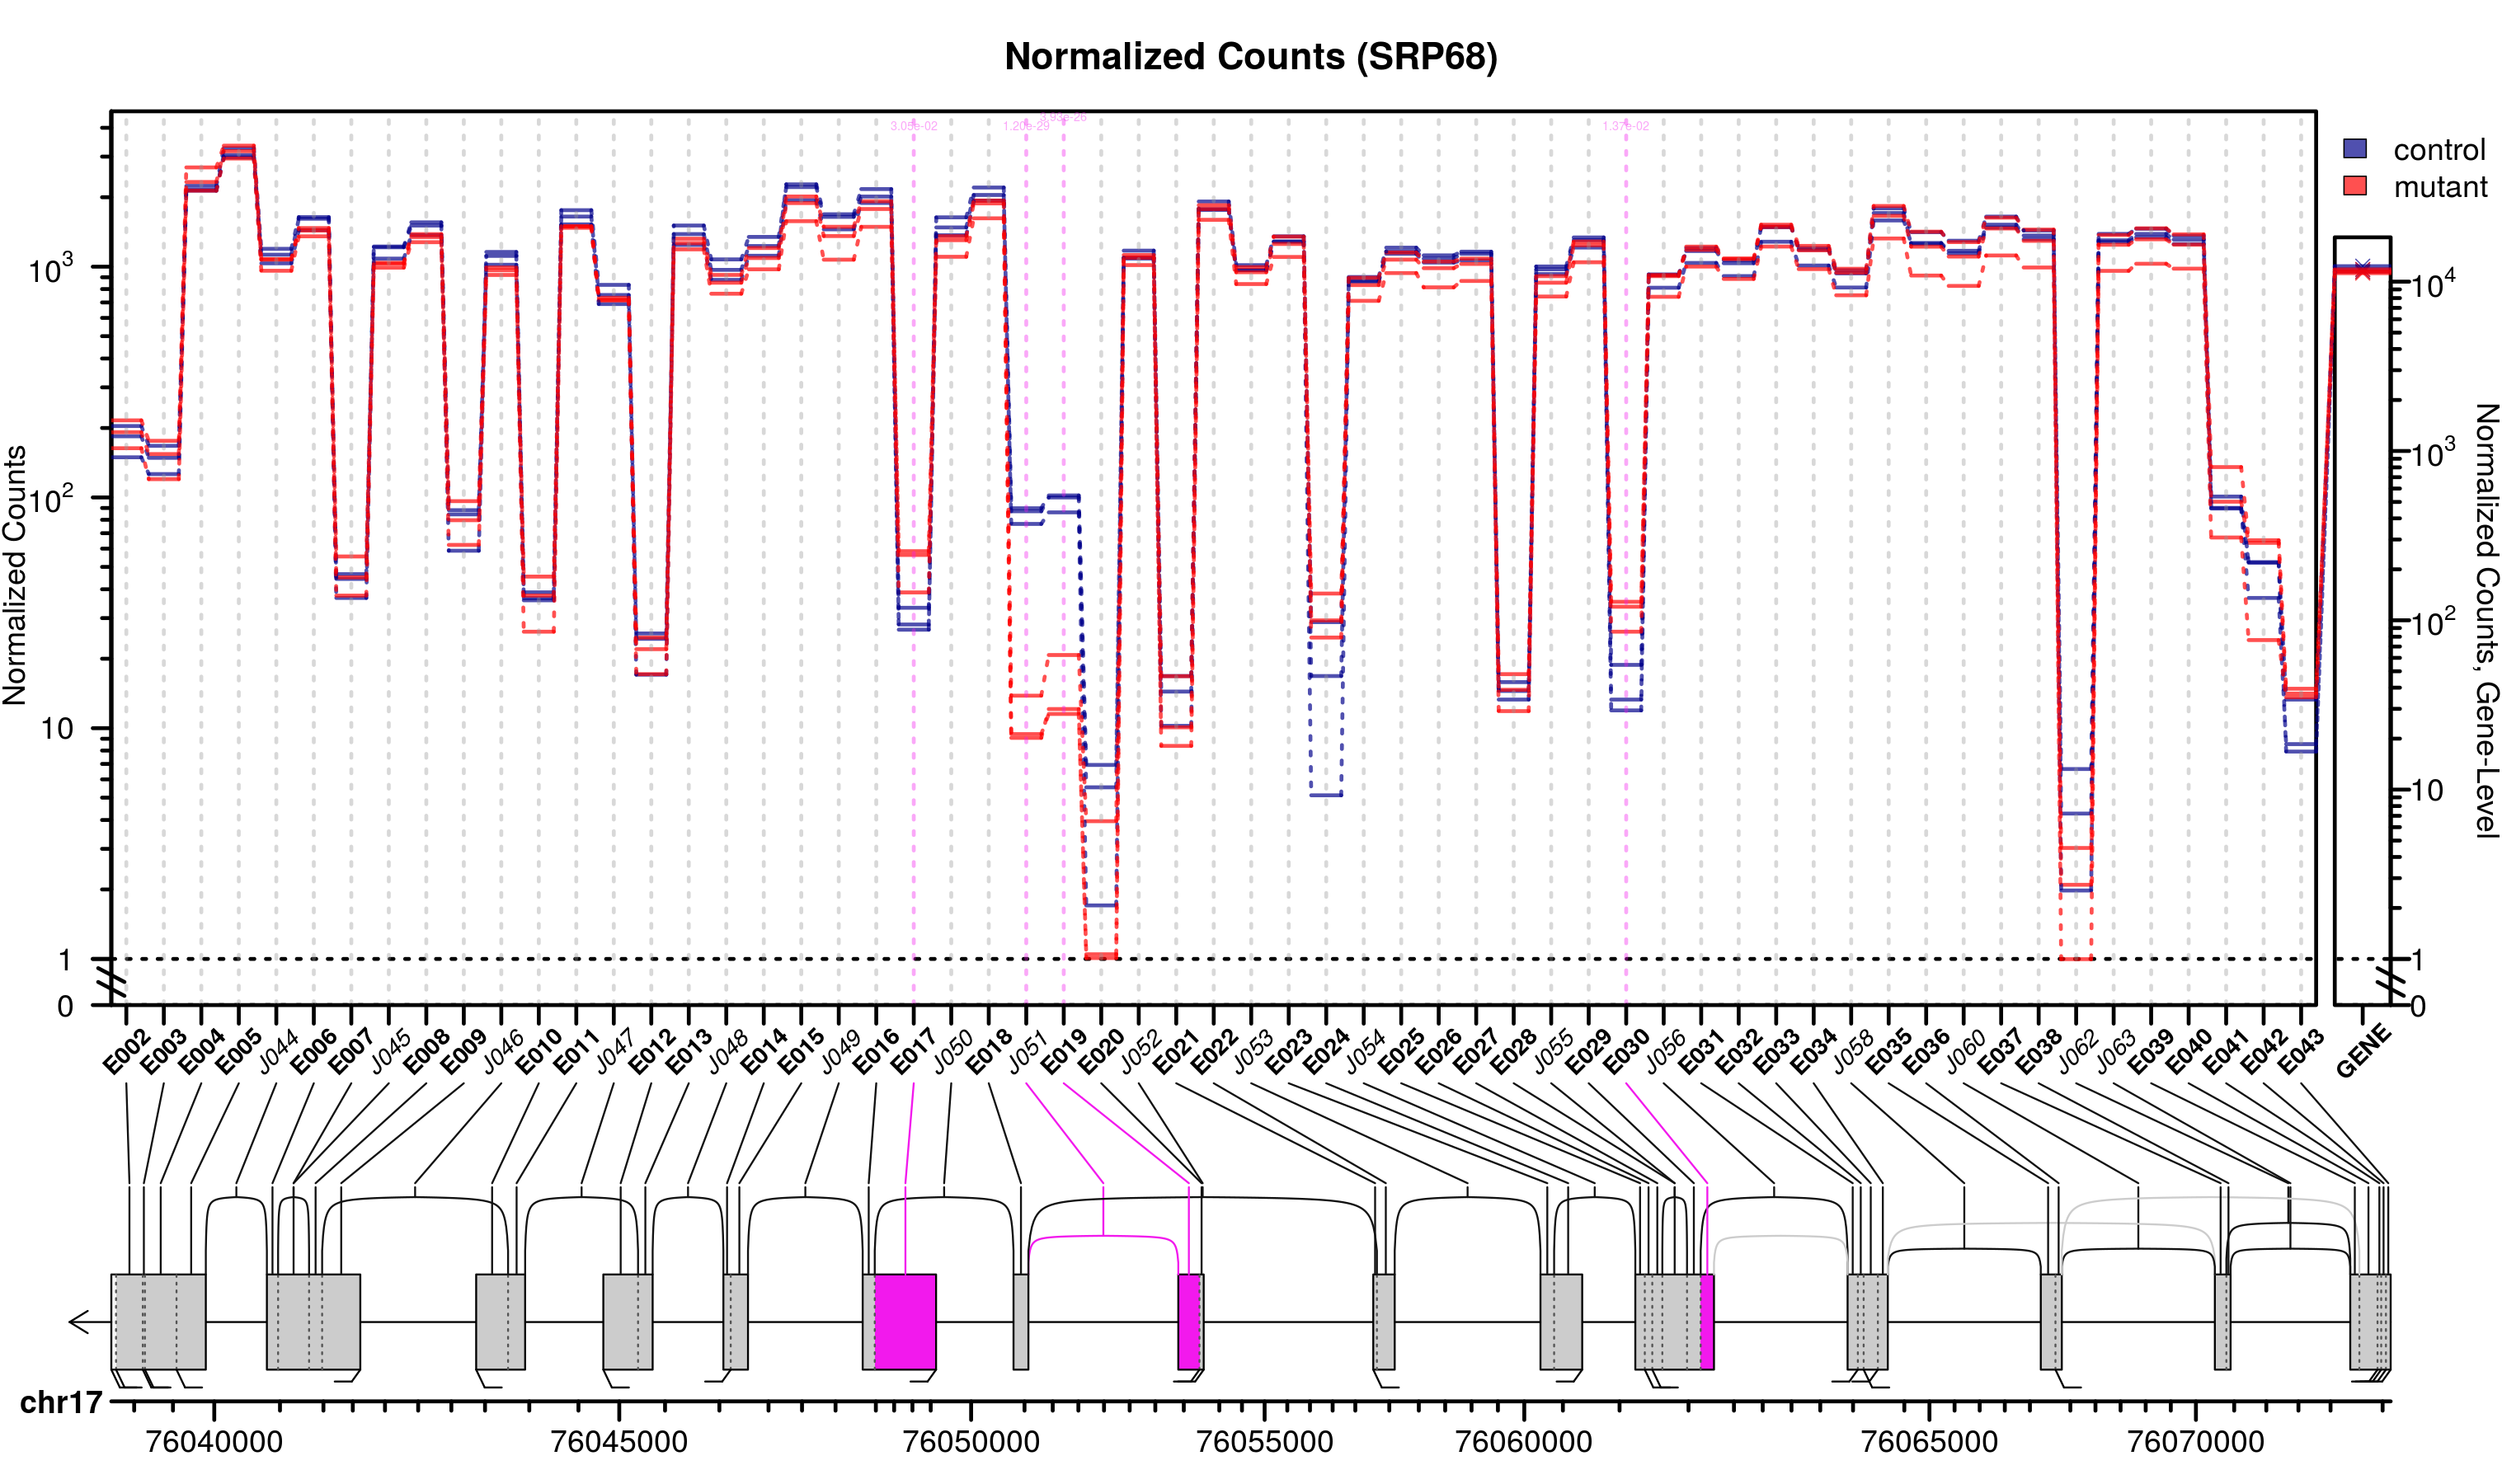 Normalized Counts (SRP68)
3.05e-02
1.20e-29
1.37e-02
control
mutant
Normalized Counts
10³
10²
10
1
0
10⁴
10³
10²
10
1
0
Normalized Counts, Gene-Level
E002 E003 E004 E005 J044 E006 E007 J045 E008 E009 J046 E010 E011 J047 E012 E013 J048 E014 E015 J049 E016 E017 J050 E018 J051 E019 E020 J052 E021 E022 J053 E023 E024 J054 E025 E026 E027 E028 J055 E029 E030 J056 E031 E032 E033 E034 J058 E035 E036 J060 E037 E038 J062 J063 E039 E040 E041 E042 E043 GENE
chr17
76040000 76045000 76050000 76055000 76060000 76065000 76070000